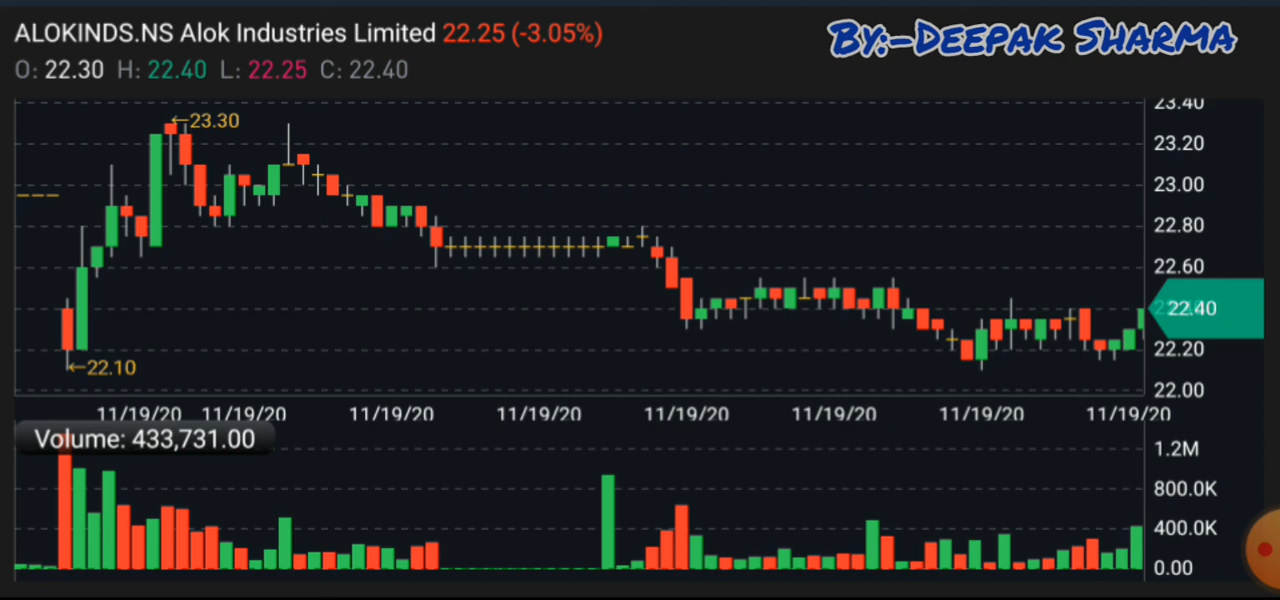 ALOKINDS.NS Alok Industries Limited 22.25 (-3.05%)
By:-Deepak Sharma
O: 22.30 H: 22.40 L: 22.25 C: 22.40
23.40
←23.30
23.20
23.00
22.80
22.60
22.40
22.20
←22.10
22.00
11/19/20 11/19/20 11/19/20 11/19/20 11/19/20 11/19/20 11/19/20 11/19/20
Volume: 433,731.00
1.2M
800.0K
400.0K
0.00